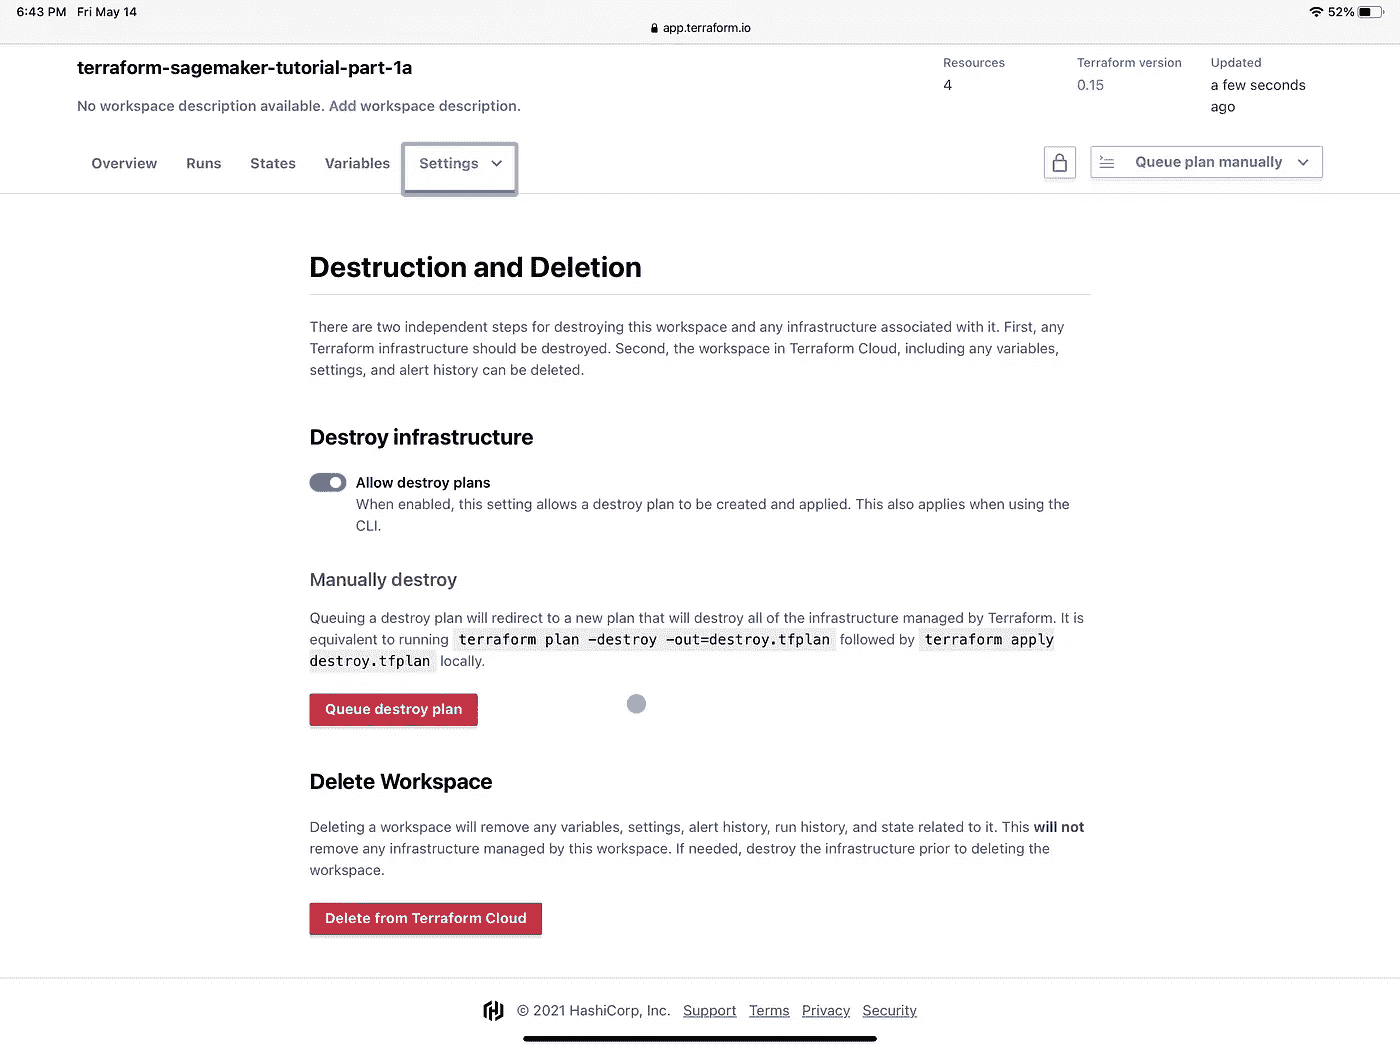 6:43 PM Fri May 14
52%
app.terraform.io
terraform-sagemaker-tutorial-part-1a
No workspace description available. Add workspace description.
Resources
4
Terraform version
0.15
Updated
a few seconds
ago
Overview Runs States Variables Settings
Queue plan manually
Destruction and Deletion
There are two independent steps for destroying this workspace and any infrastructure associated with it. First, any
Terraform infrastructure should be destroyed. Second, the workspace in Terraform Cloud, including any variables,
settings, and alert history can be deleted.
Destroy infrastructure
Allow destroy plans
When enabled, this setting allows a destroy plan to be created and applied. This also applies when using the
CLI.
Manually destroy
Queuing a destroy plan will redirect to a new plan that will destroy all of the infrastructure managed by Terraform. It is
equivalent to running terraform plan -destroy -out=destroy.tfplan followed by terraform apply
destroy.tfplan locally.
Queue destroy plan
Delete Workspace
Deleting a workspace will remove any variables, settings, alert history, run history, and state related to it. This will not
remove any infrastructure managed by this workspace. If needed, destroy the infrastructure prior to deleting the
workspace.
Delete from Terraform Cloud
© 2021 HashiCorp, Inc. Support Terms Privacy Security